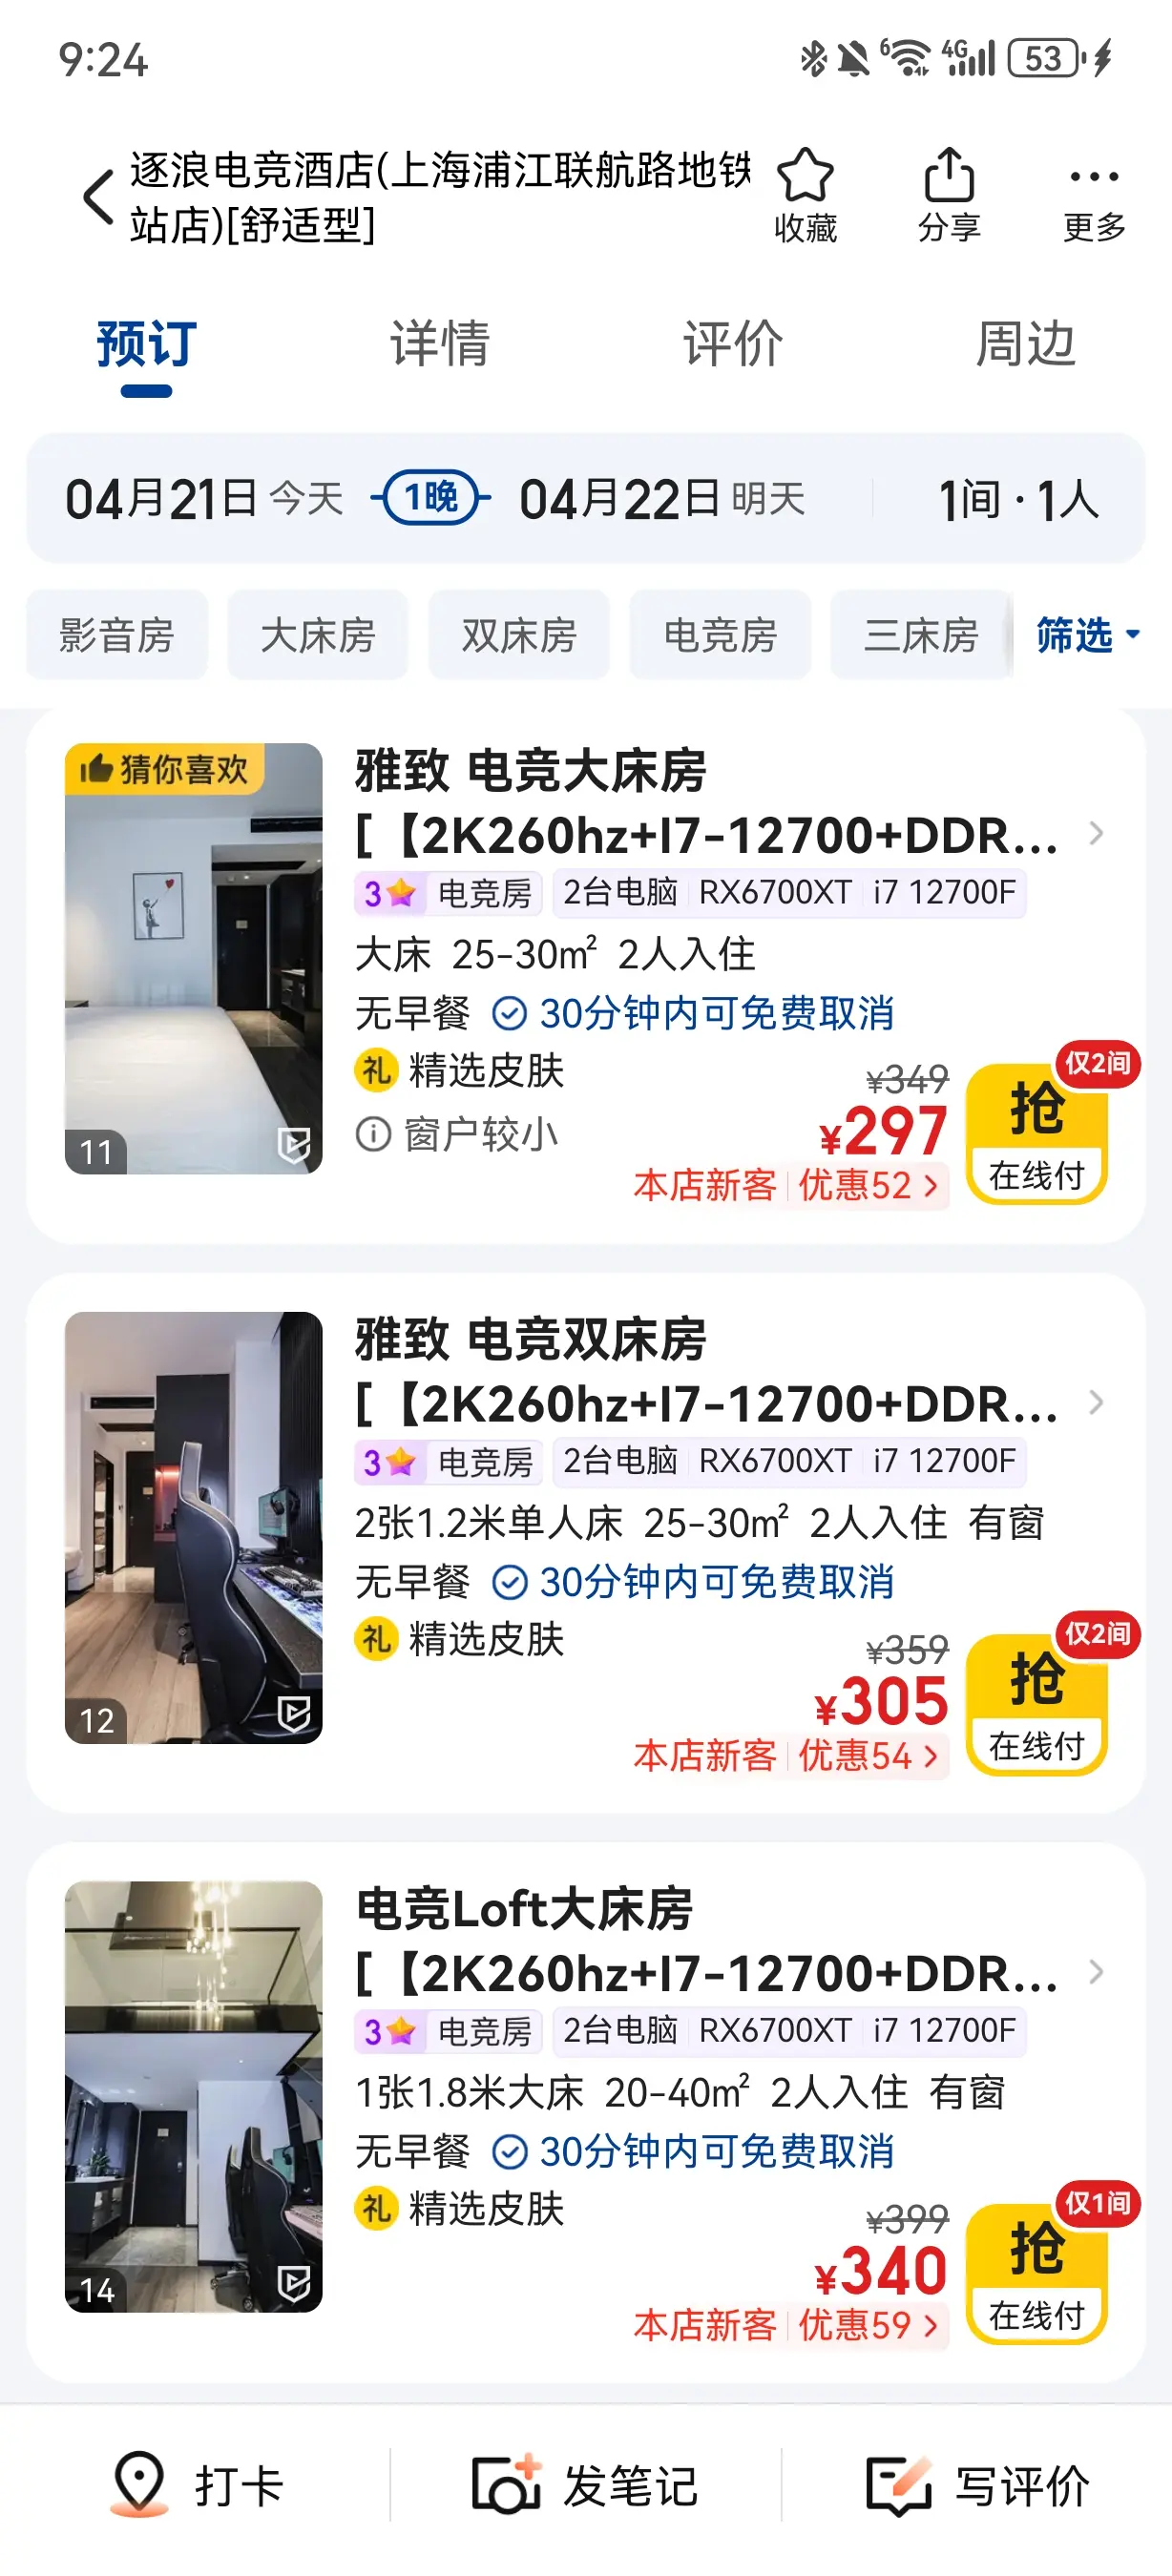 9:24
6 4G 53
逐浪电竞酒店(上海浦江联航路地铁
站店)[舒适型]
收藏
分享
更多
预订
详情
评价
周边
04月21日 今天 1晚 04月22日 明天 1间·1人
影音房 大床房 双床房 电竞房 三床房 筛选
猜你喜欢
11
雅致 电竞大床房
[【2K260hz+I7-12700+DDR...
3 电竞房 2台电脑 RX6700XT i7 12700F
大床 25-30m² 2人入住
无早餐 30分钟内可免费取消
礼 精选皮肤
窗户较小
¥349
¥297
本店新客 优惠52 >
仅2间
抢
在线付
12
雅致 电竞双床房
[【2K260hz+I7-12700+DDR...
3 电竞房 2台电脑 RX6700XT i7 12700F
2张1.2米单人床 25-30m² 2人入住 有窗
无早餐 30分钟内可免费取消
礼 精选皮肤
¥359
¥305
本店新客 优惠54 >
仅2间
抢
在线付
14
电竞Loft大床房
[【2K260hz+I7-12700+DDR...
3 电竞房 2台电脑 RX6700XT i7 12700F
1张1.8米大床 20-40m² 2人入住 有窗
无早餐 30分钟内可免费取消
礼 精选皮肤
¥399
¥340
本店新客 优惠59 >
仅1间
抢
在线付
打卡
发笔记
写评价